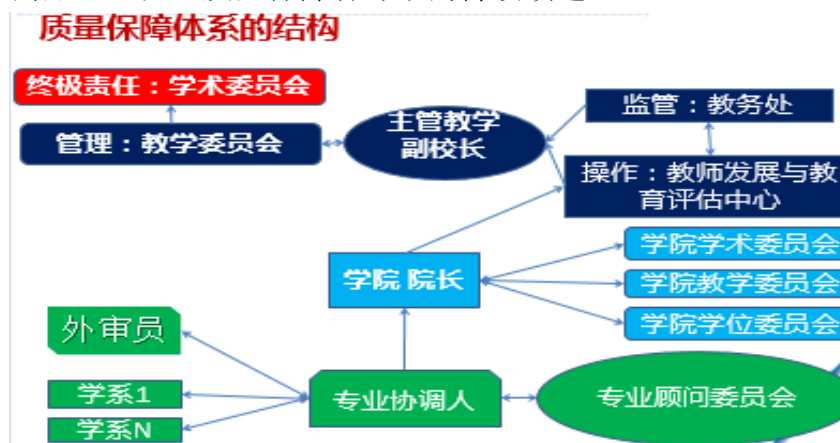 质量保障体系的结构
终极责任：学术委员会
管理：教学委员会
主管教学
副校长
监管：教务处
操作：教师发展与教
育评估中心
学院学术委员会
学院 院长
学院教学委员会
学院学位委员会
外审员
学系1
专业协调人
专业顾问委员会
学系N